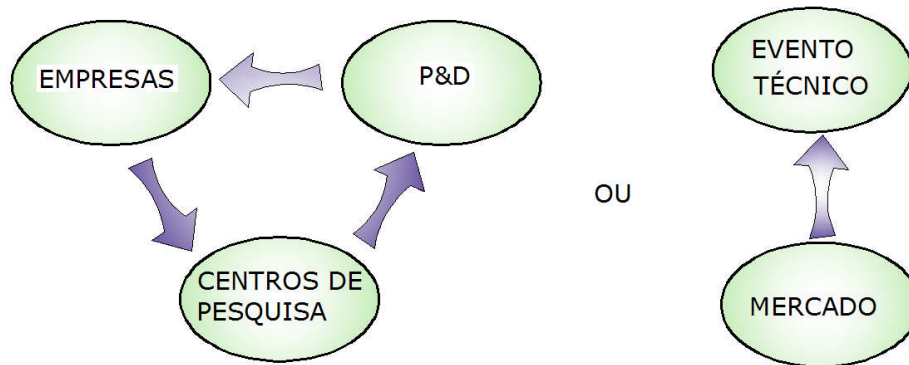 EMPRESAS
P&D
CENTROS DE
PESQUISA
OU
EVENTO
TÉCNICO
MERCADO